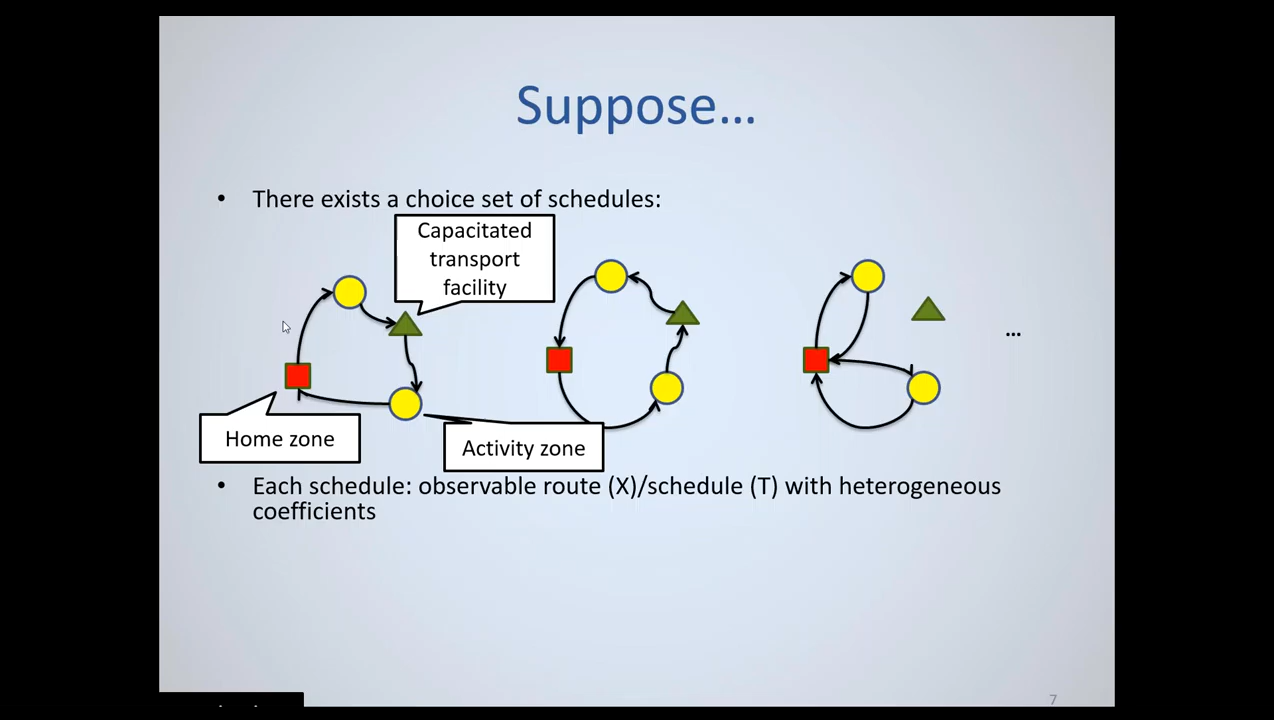 Suppose...
• There exists a choice set of schedules:
Capacitated
transport
facility
...
Home zone
Activity zone
• Each schedule: observable route (X)/schedule (T) with heterogeneous
coefficients
7